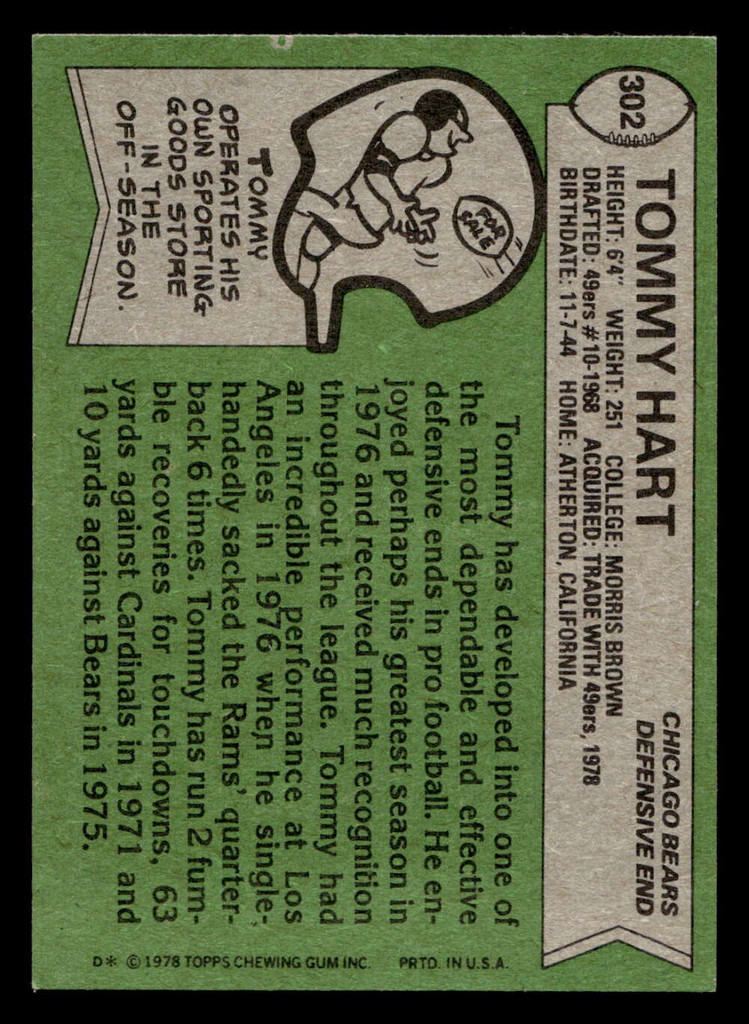 302
TOMMY HART
CHICAGO BEARS
DEFENSIVE END
HEIGHT: 6'4" WEIGHT: 251 COLLEGE: MORRIS BROWN
DRAFTED: 49ers #10-1968 ACQUIRED: TRADE WITH 49ers, 1978
BIRTHDATE: 11-7-44 HOME: ATHERTON, CALIFORNIA
FOR
SALE
TOMMY
OPERATES HIS
OWN SPORTING
GOODS STORE
IN THE
OFF-SEASON.
Tommy has developed into one of
the most dependable and effective
defensive ends in pro football. He en-
joyed perhaps his greatest season in
1976 and received much recognition
throughout the league. Tommy had
an incredible performance at Los
Angeles in 1976 when he single-
handedly sacked the Rams' quarter-
back 6 times. Tommy has run 2 fum-
ble recoveries for touchdowns, 63
yards against Cardinals in 1971 and
10 yards against Bears in 1975.
D* © 1978 TOPPS CHEWING GUM INC. PRTD. IN U.S.A.